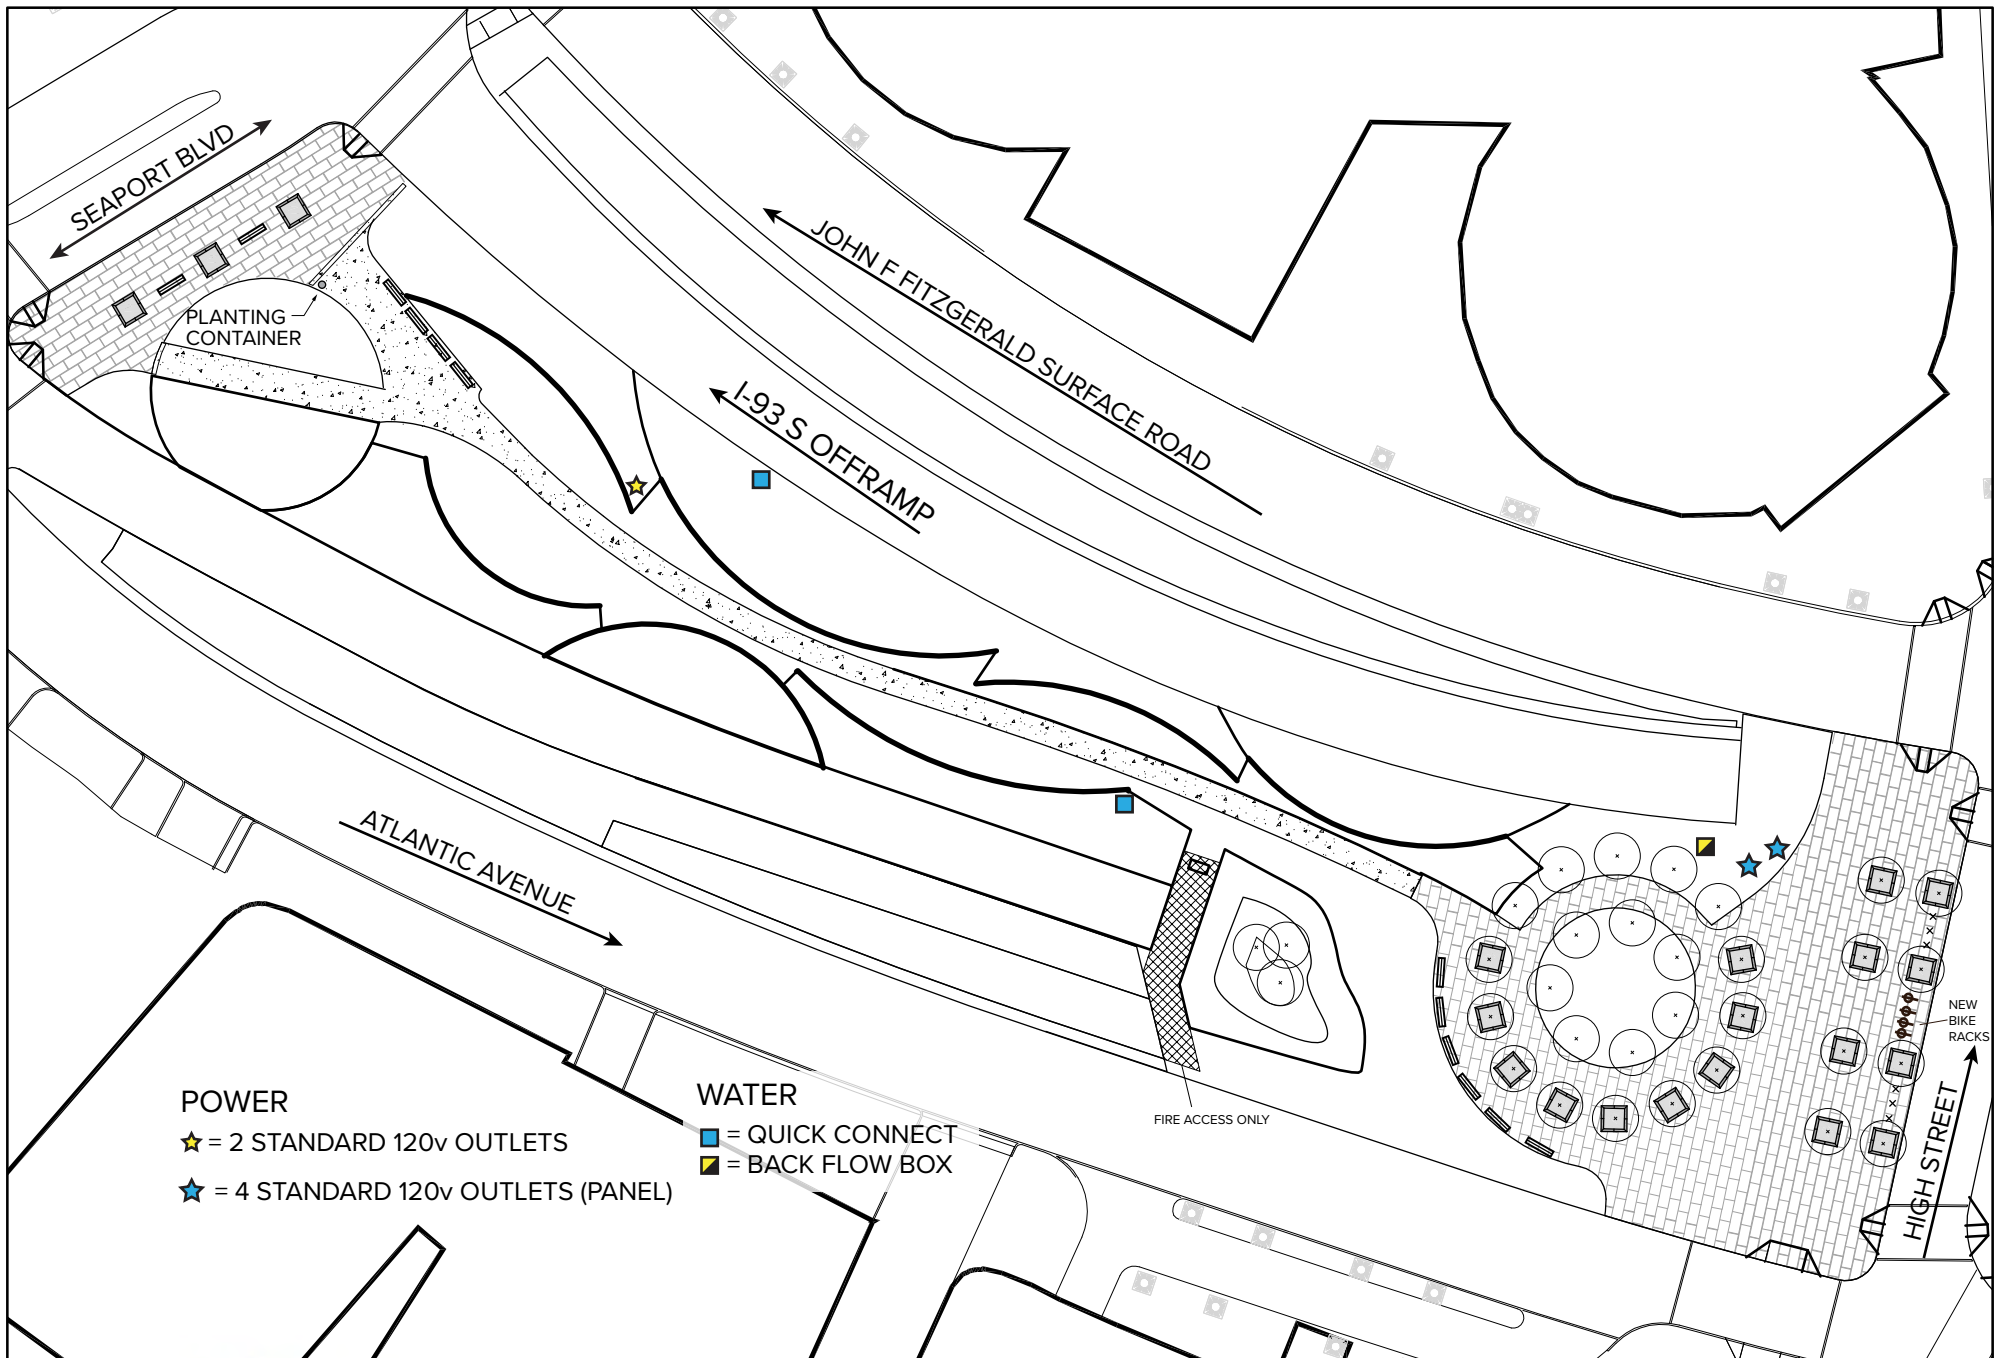 SEAPORT BLVD
PLANTING
CONTAINER
JOHN F FITZGERALD SURFACE ROAD
I-93 S OFFRAMP
ATLANTIC AVENUE
NEW
BIKE
RACKS
HIGH STREET
FIRE ACCESS ONLY
POWER
= 2 STANDARD 120v OUTLETS
= 4 STANDARD 120v OUTLETS (PANEL)
WATER
= QUICK CONNECT
= BACK FLOW BOX